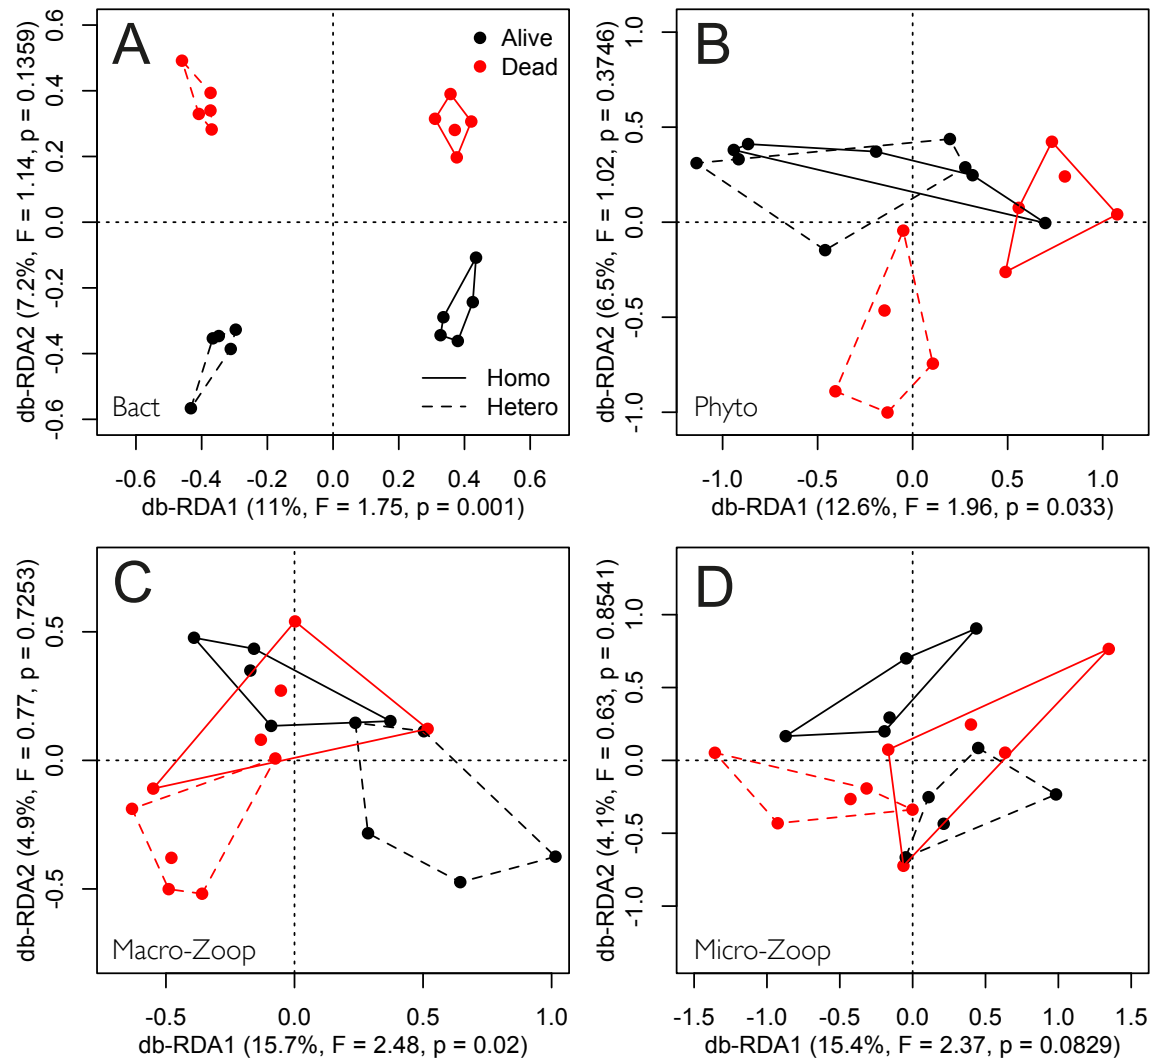 A
Alive
Dead
Homo
Hetero
Bact
0.6
0.4
0.2
0.0
-0.2
-0.4
-0.6
db-RDA2 (7.2%, F = 1.14, p = 0.1359)
-0.6 -0.4 -0.2 0.0 0.2 0.4 0.6
db-RDA1 (11%, F = 1.75, p = 0.001)
B
Phyto
1.0
0.5
0.0
-0.5
-1.0
db-RDA2 (6.5%, F = 1.02, p = 0.3746)
-1.0 -0.5 0.0 0.5 1.0
db-RDA1 (12.6%, F = 1.96, p = 0.033)
C
Macro-Zoop
0.5
0.0
-0.5
db-RDA2 (4.9%, F = 0.77, p = 0.7253)
-0.5 0.0 0.5 1.0
db-RDA1 (15.7%, F = 2.48, p = 0.02)
D
Micro-Zoop
1.0
0.5
0.0
-0.5
-1.0
db-RDA2 (4.1%, F = 0.63, p = 0.8541)
-1.5 -1.0 -0.5 0.0 0.5 1.0 1.5
db-RDA1 (15.4%, F = 2.37, p = 0.0829)